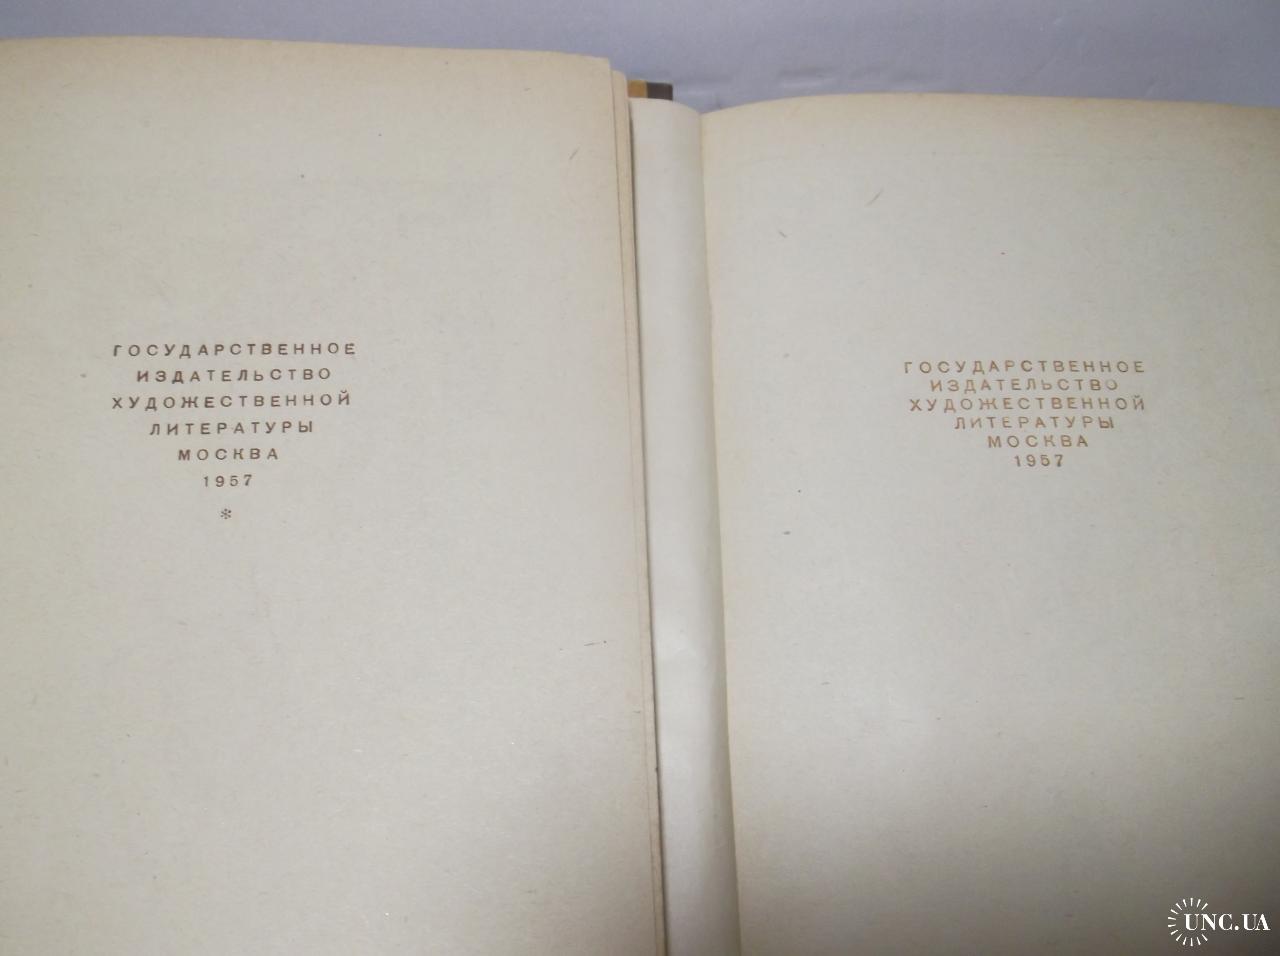 ГОСУДАРСТВЕННОЕ
ИЗДАТЕЛЬСТВО
ХУДОЖЕСТВЕННОЙ
ЛИТЕРАТУРЫ
МОСКВА
1957
*
ГОСУДАРСТВЕННОЕ
ИЗДАТЕЛЬСТВО
ХУДОЖЕСТВЕННОЙ
ЛИТЕРАТУРЫ
МОСКВА
1957
UNC.UA